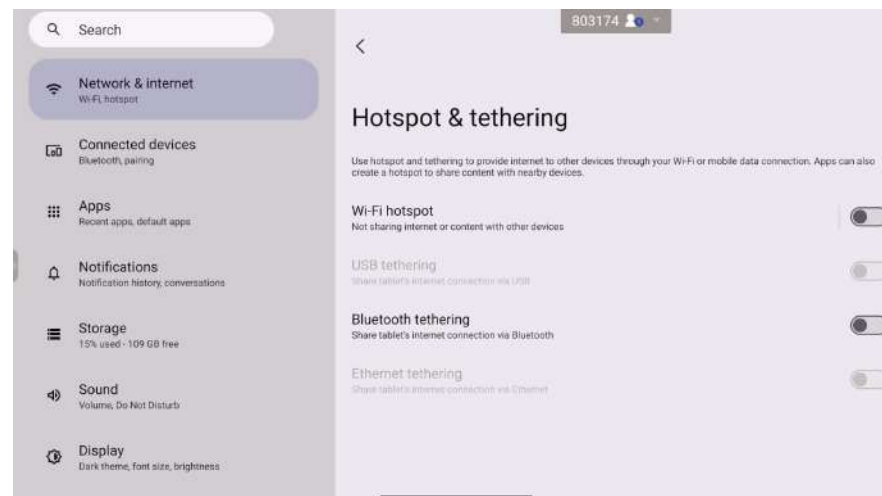 803174
Search
Network & internet
Wi-Fi, hotspot
Connected devices
Bluetooth, pairing
Apps
Recent apps, default apps
Notifications
Notification history, conversations
Storage
15% used - 109 GB free
Sound
Volume, Do Not Disturb
Display
Dark theme, font size, brightness
Hotspot & tethering
Use hotspot and tethering to provide internet to other devices through your Wi-Fi or mobile data connection. Apps can also
create a hotspot to share content with nearby devices.
Wi-Fi hotspot
Not sharing internet or content with other devices
USB tethering
Share tablet's internet connection via USB
Bluetooth tethering
Share tablet's internet connection via Bluetooth
Ethernet tethering
Share tablet's internet connection via Ethernet